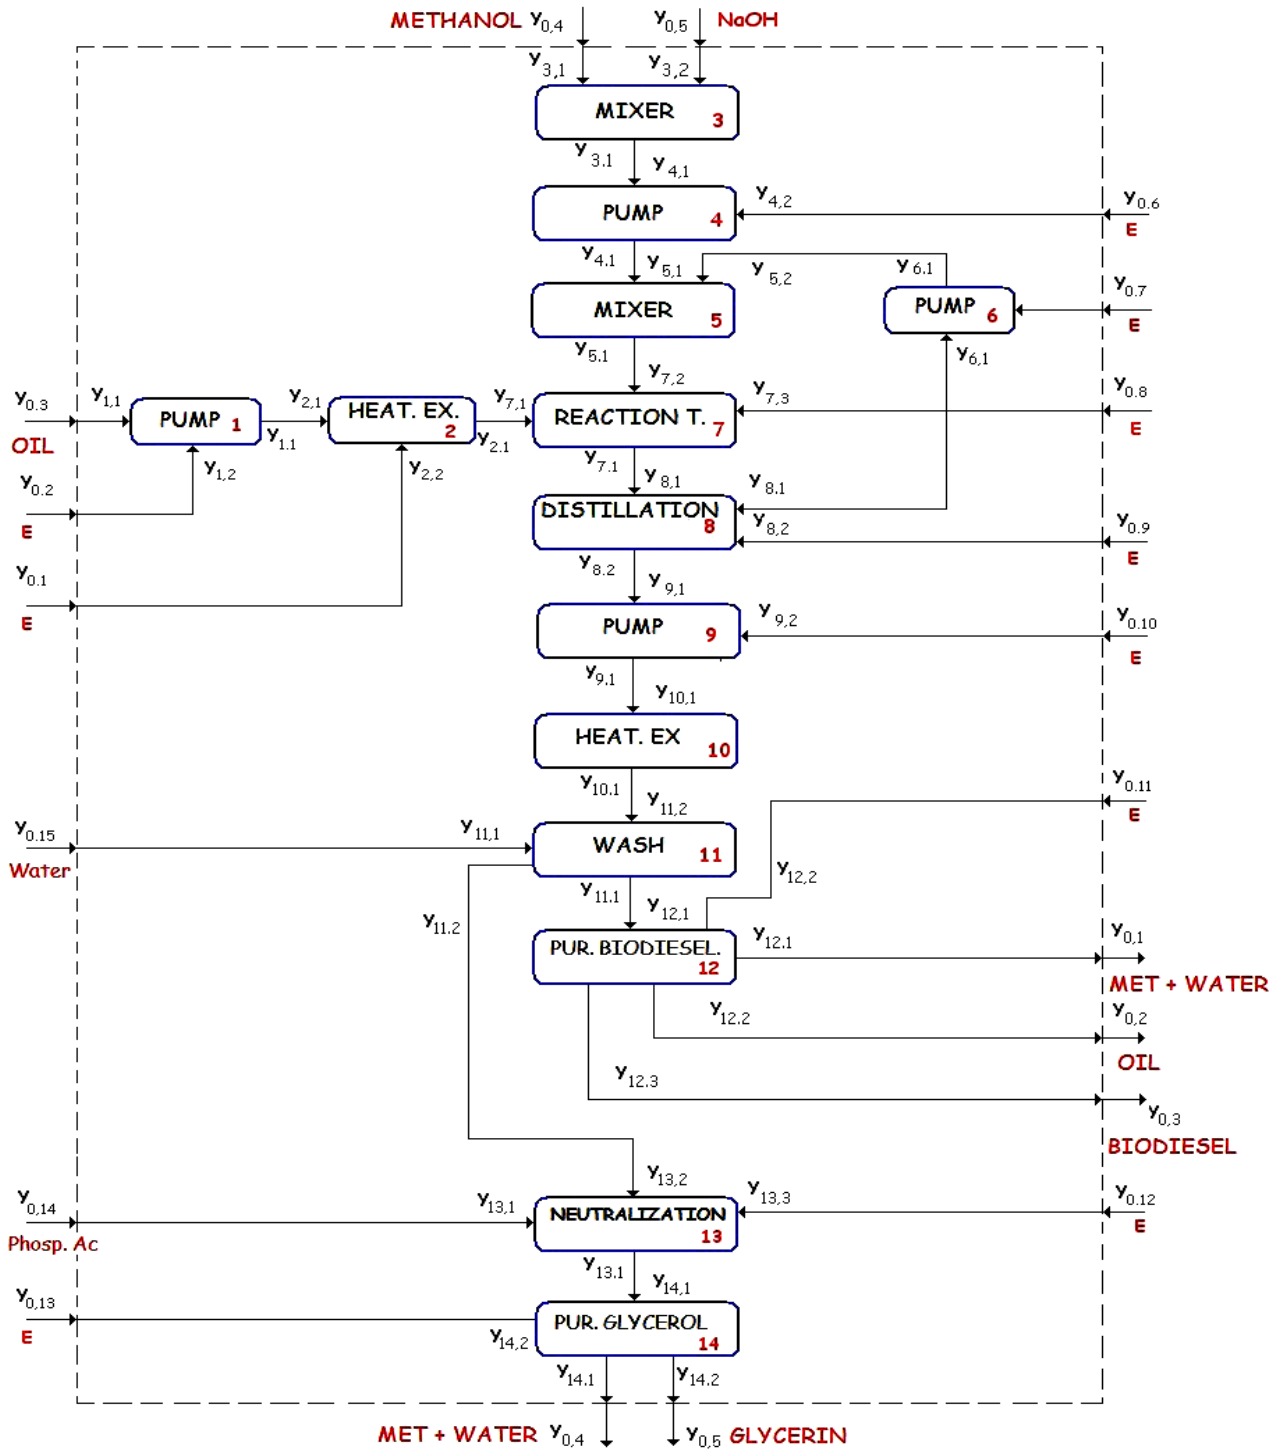 METHANOL Y0,4 Y0,5 NaOH
Y3,1 Y3,2
MIXER 3
Y3.1 Y4,1
Y4,2 Y0.6
PUMP 4
E
Y4.1 Y5,1 Y5,2 Y6.1
Y0.7
PUMP 6
MIXER 5
E
Y5.1 Y6,1
Y7,2
Y0.3 Y1,1 Y2,1 Y7,1 Y7,3 Y0.8
PUMP 1
HEAT. EX. 2
REACTION T. 7
E
OIL Y1.1 Y2.1
Y1,2 Y2,2 Y7.1
Y0.2 Y8,1 Y8.1
DISTILLATION 8
E Y8,2 Y0.9
E
Y0.1 Y8.2 Y9,1
E Y9,2 Y0.10
PUMP 9
E
Y9.1 Y10,1
HEAT. EX 10
Y10.1 Y11,2 Y0.11
E
Y0.15 Y11,1
WASH 11
Water
Y12,2
Y11.1 Y12,1
Y11.2
PUR. BIODIESEL. 12
Y12.1 Y0,1
MET + WATER
Y12.2 Y0,2
OIL
Y12.3
Y0,3
BIODIESEL
Y13,2
Y0,14 Y13,1 Y13,3 Y0.12
NEUTRALIZATION 13
E
Phosp. Ac
Y13.1 Y14,1
Y0,13
PUR. GLYCEROL 14
E Y14,2
Y14.1 Y14.2
MET + WATER Y0,4 Y0,5 GLYCERIN